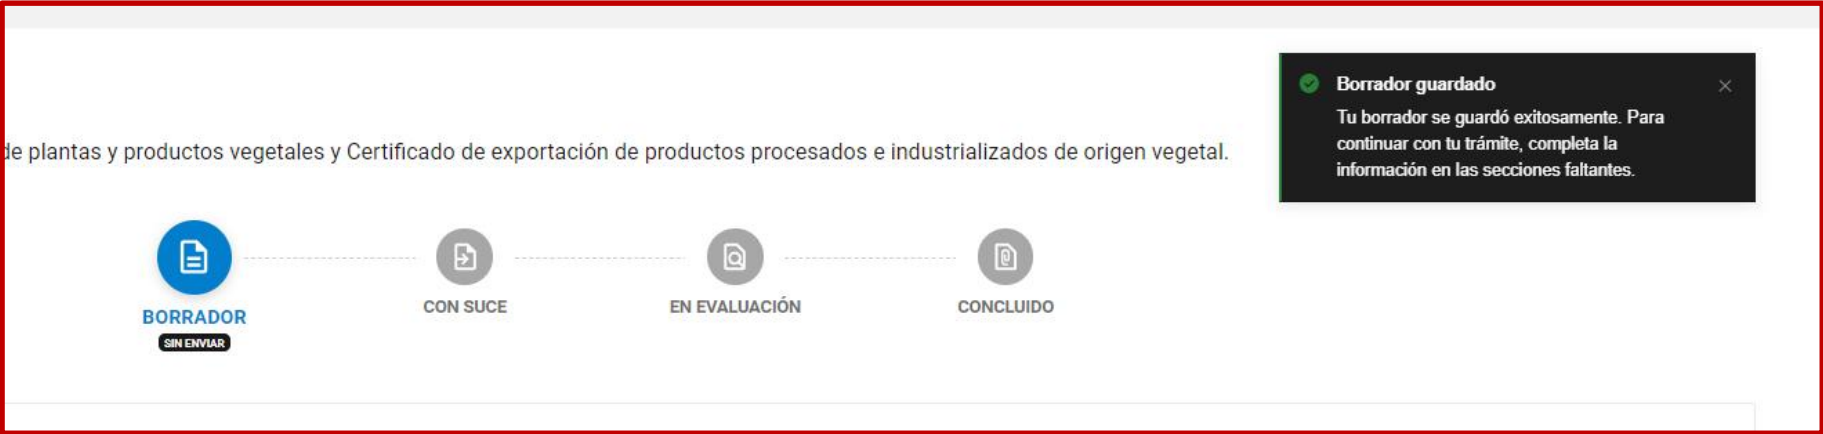 Borrador guardado
Tu borrador se guardó exitosamente. Para
continuar con tu trámite, completa la
información en las secciones faltantes.
de plantas y productos vegetales y Certificado de exportación de productos procesados e industrializados de origen vegetal.
BORRADOR
SIN ENVIAR
CON SUCE
EN EVALUACIÓN
CONCLUIDO